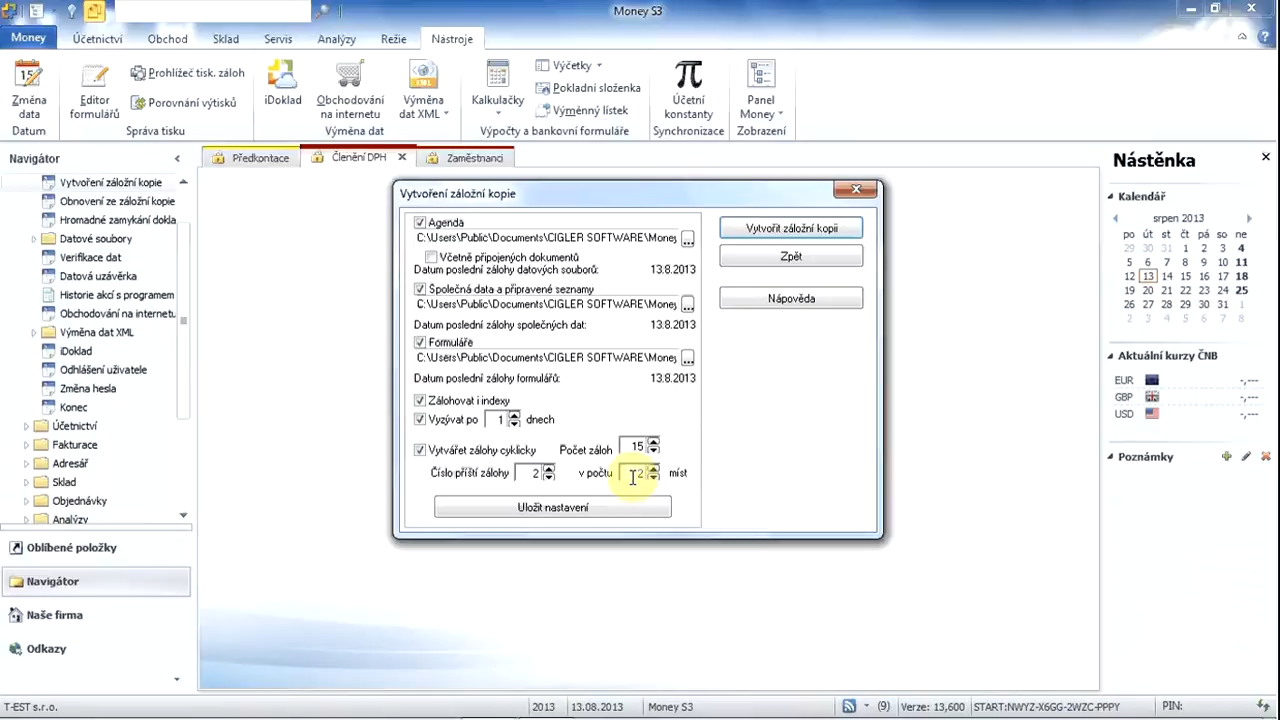 Money S3
Money Účetnictví Obchod Sklad Servis Analýzy Režie Nástroje
Změna data
Datum
Editor formulářů
Prohlížeč tisk. záloh
Porovnání výtisků
Správa tisku
iDoklad
Obchodování na internetu
Výměna dat XML
Výměna dat
Kalkulačky
Výčetky
Pokladní složenka
Výměnný lístek
Výpočty a bankovní formuláře
Účetní konstanty
Synchronizace
Panel Money
Zobrazení
Navigátor
Vytvoření záložní kopie
Obnovení ze záložní kopie
Hromadné zamykání dokla
Datové soubory
Verifikace dat
Datová uzávěrka
Historie akcí s programem
Obchodování na internetu
Výměna dat XML
iDoklad
Odhlášení uživatele
Změna hesla
Konec
Účetnictví
Fakturace
Adresář
Sklad
Objednávky
Analýzy
Oblíbené položky
Navigátor
Naše firma
Odkazy
Předkontace Členění DPH Zaměstnanci
Vytvoření záložní kopie
Agenda
C:\Users\Public\Documents\CIGLER SOFTWARE\Money ...
Včetně připojených dokumentů
Datum poslední zálohy datových souborů: 13.8.2013
Společná data a připravené seznamy
C:\Users\Public\Documents\CIGLER SOFTWARE\Money ...
Datum poslední zálohy společných dat: 13.8.2013
Formuláře
C:\Users\Public\Documents\CIGLER SOFTWARE\Money ...
Datum poslední zálohy formulářů: 13.8.2013
Zálohovat i indexy
Vyzývat po 1 dnech
Vytvářet zálohy cyklicky Počet záloh 15
Číslo příští zálohy 2 v počtu 2 míst
Uložit nastavení
Vytvořit záložní kopii
Zpět
Nápověda
Nástěnka
Kalendář
srpen 2013
po út st čt pá so ne
29 30 31 1 2 3 4
5 6 7 8 9 10 11
12 13 14 15 16 17 18
19 20 21 22 23 24 25
26 27 28 29 30 31 1
2 3 4 5 6 7 8
Aktuální kurzy ČNB
EUR -,---
GBP -,---
USD -,---
Poznámky
T-EST s.r.o. 2013 13.08.2013 Money S3 (9) Verze: 13,600 START:NWYZ-X6GG-2WZC-PPPY PIN: